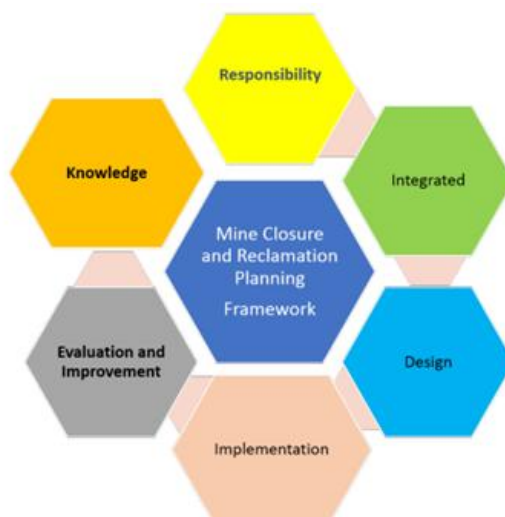 Responsibility
Knowledge
Integrated
Mine Closure
and Reclamation
Planning
Framework
Evaluation and
Improvement
Design
Implementation